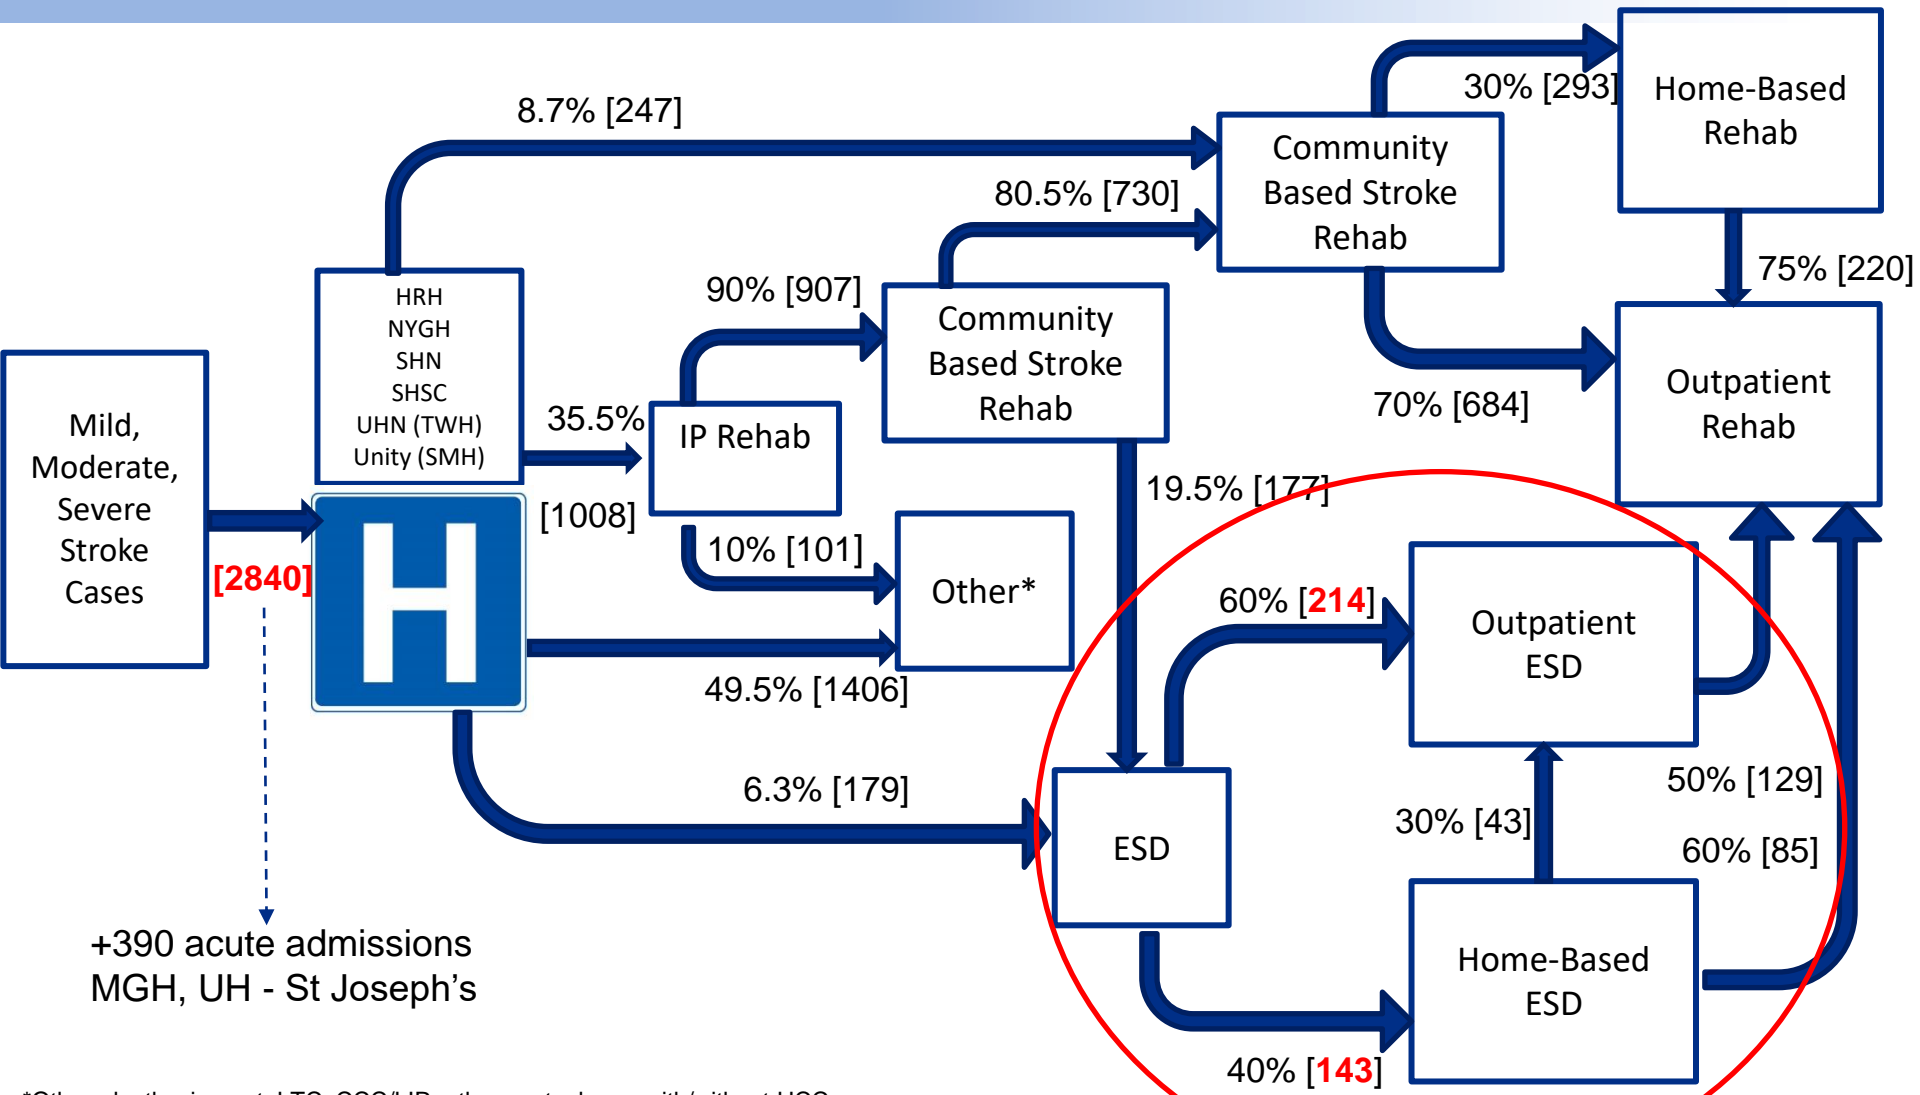 Mild,
Moderate,
Severe
Stroke
Cases
[2840]
+390 acute admissions
MGH, UH - St Joseph's
HRH
NYGH
SHN
SHSC
UHN (TWH)
Unity (SMH)
H
8.7% [247]
35.5%
[1008]
49.5% [1406]
6.3% [179]
IP Rehab
90% [907]
10% [101]
Other*
Community
Based Stroke
Rehab
80.5% [730]
19.5% [177]
Community
Based Stroke
Rehab
30% [293]
70% [684]
Home-Based
Rehab
75% [220]
Outpatient
Rehab
ESD
60% [214]
40% [143]
Outpatient
ESD
50% [129]
30% [43]
60% [85]
Home-Based
ESD